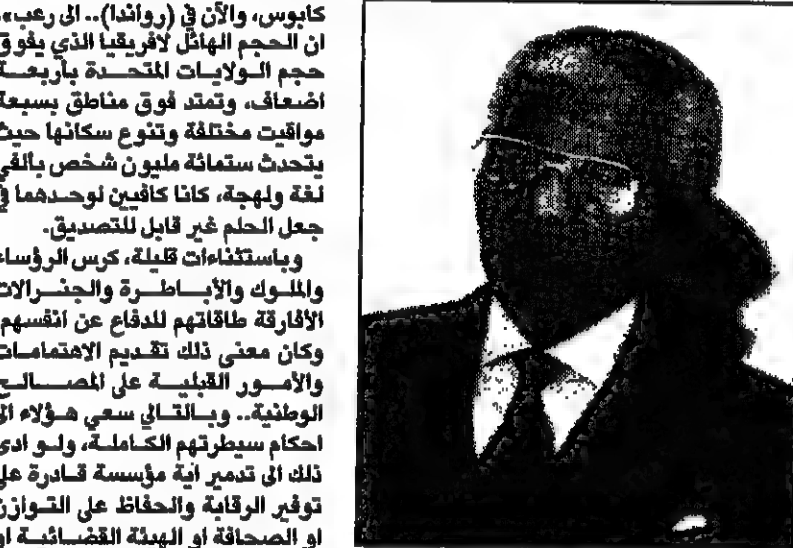 كابوس، والآن في (رواندا).. الى رعب».
ان الحجم الهائل لافريقيا الذي يفوق
حجم الولايات المتحدة بأربعة
اضعاف، وتمتد فوق مناطق بسبعة
مواقيت مختلفة وتنوع سكانها حيث
يتحدث ستمائة مليون شخص بألفي
لغة ولهجة، كانا كافيين لوحدهما في
جعل الحلم غير قابل للتصديق.
وباستثناءات قليلة، كرس الرؤساء
والملوك والأباطرة والجنرالات
الأفارقة طاقاتهم للدفاع عن انفسهم
وكان معنى ذلك تقديم الاهتمامات
والأمور القبلية على المصالح
الوطنية.. وبالتالي سعى هؤلاء الى
احكام سيطرتهم الكاملة، ولو ادى
ذلك الى تدمير اية مؤسسة قادرة على
توفير الرقابة والحفاظ على التوازن
او الصحافة او الهيئة القضائية او